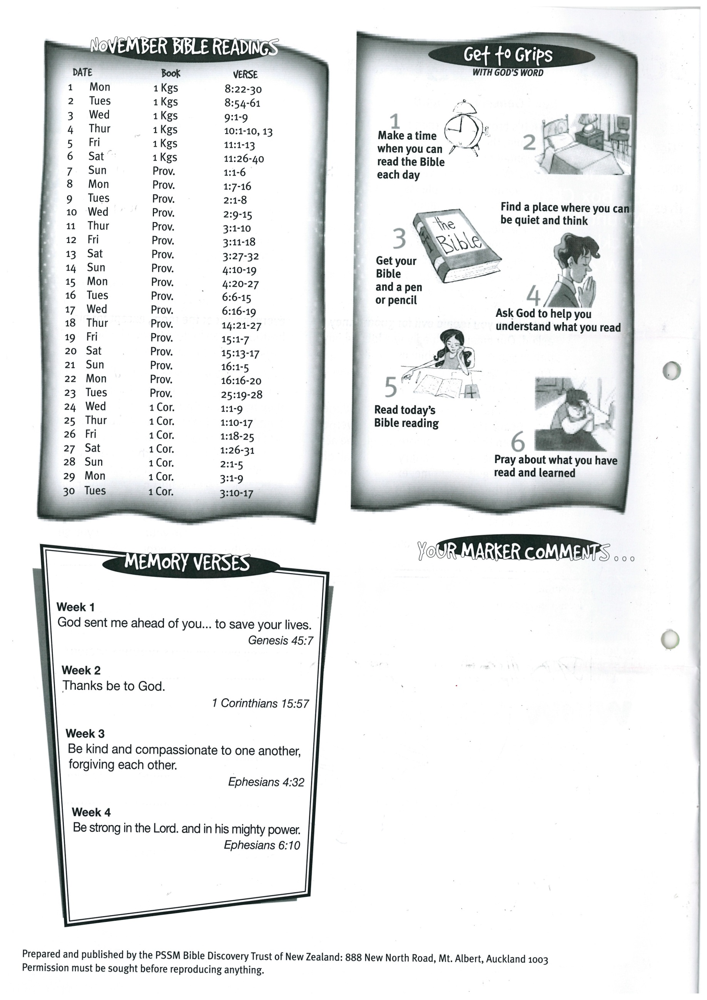 NOVEMBER BIBLE READINGS
DATE Book VERSE
1 Mon 1 Kgs 8:22-30
2 Tues 1 Kgs 8:54-61
3 Wed 1 Kgs 9:1-9
4 Thur 1 Kgs 10:1-10, 13
5 Fri 1 Kgs 11:1-13
6 Sat 1 Kgs 11:26-40
7 Sun Prov. 1:1-6
8 Mon Prov. 1:7-16
9 Tues Prov. 2:1-8
10 Wed Prov. 2:9-15
11 Thur Prov. 3:1-10
12 Fri Prov. 3:11-18
13 Sat Prov. 3:27-32
14 Sun Prov. 4:10-19
15 Mon Prov. 4:20-27
16 Tues Prov. 6:6-15
17 Wed Prov. 6:16-19
18 Thur Prov. 14:21-27
19 Fri Prov. 15:1-7
20 Sat Prov. 15:13-17
21 Sun Prov. 16:1-5
22 Mon Prov. 16:16-20
23 Tues Prov. 25:19-28
24 Wed 1 Cor. 1:1-9
25 Thur 1 Cor. 1:10-17
26 Fri 1 Cor. 1:18-25
27 Sat 1 Cor. 1:26-31
28 Sun 1 Cor. 2:1-5
29 Mon 1 Cor. 3:1-9
30 Tues 1 Cor. 3:10-17
Get to Grips
WITH GOD'S WORD
1
Make a time
when you can
read the Bible
each day
2
Find a place where you can
be quiet and think
3
the
Bible
Get your
Bible
and a pen
or pencil
4
Ask God to help you
understand what you read
5
Read today's
Bible reading
6
Pray about what you have
read and learned
MEMORY VERSES
Week 1
God sent me ahead of you... to save your lives.
Genesis 45:7
Week 2
Thanks be to God.
1 Corinthians 15:57
Week 3
Be kind and compassionate to one another,
forgiving each other.
Ephesians 4:32
Week 4
Be strong in the Lord. and in his mighty power.
Ephesians 6:10
YOUR MARKER COMMENTS...
Prepared and published by the PSSM Bible Discovery Trust of New Zealand: 888 New North Road, Mt. Albert, Auckland 1003
Permission must be sought before reproducing anything.